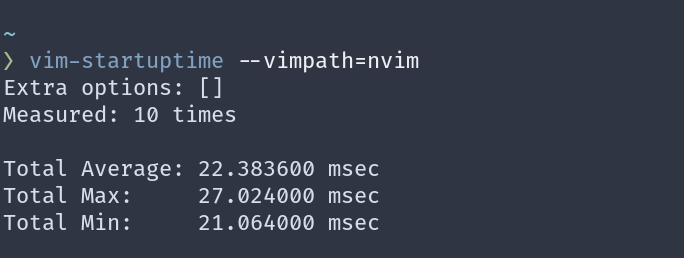 ~
❯ vim-startuptime --vimpath=nvim
Extra options: []
Measured: 10 times
Total Average: 22.383600 msec
Total Max:     27.024000 msec
Total Min:     21.064000 msec